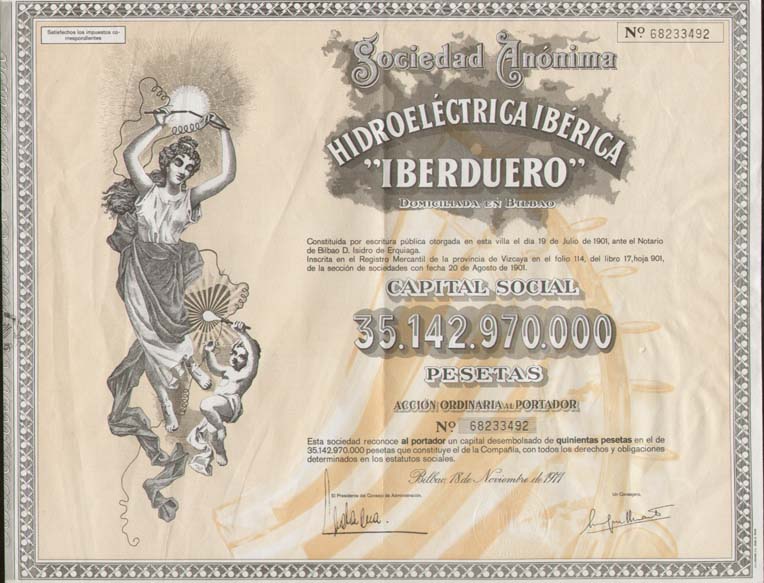 Satisfechos los impuestos co-
rrespondientes
Nº 68233492
Sociedad Anónima
HIDROELÉCTRICA IBÉRICA
"IBERDUERO"
DOMICILIADA EN BILBAO
Constituida por escritura pública otorgada en esta villa el día 19 de Julio de 1901, ante el Notario
de Bilbao D. Isidro de Erquiaga.
Inscrita en el Registro Mercantil de la provincia de Vizcaya en el folio 114, del libro 17, hoja 901,
de la sección de sociedades con fecha 20 de Agosto de 1901.
CAPITAL SOCIAL
35.142.970.000
PESETAS
ACCIÓN ORDINARIA AL PORTADOR
Nº 68233492
Esta sociedad reconoce al portador un capital desembolsado de quinientas pesetas en el de
35.142.970.000 pesetas que constituye el de la Compañía, con todos los derechos y obligaciones
determinados en los estatutos sociales.
Bilbao, 18 de Noviembre de 1977
El Presidente del Consejo de Administración,
Un Consejero,